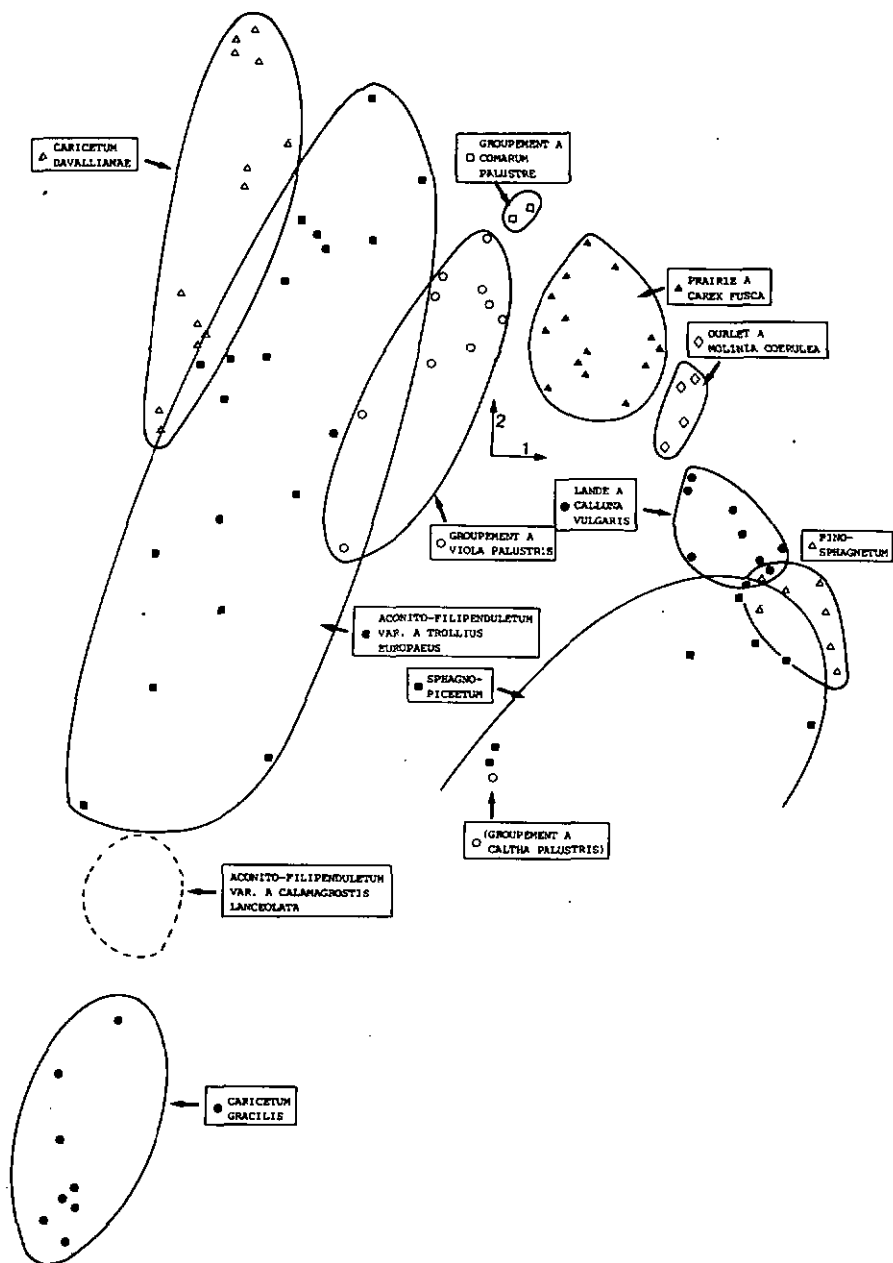 CARICETUM
DAVALLIANAE
GROUPEMENT A
COMARUM
PALUSTRE
PRAIRIE A
CAREX FUSCA
OURLET A
MOLINIA COERULEA
2
1
LANDE A
CALLUNA
VULGARIS
PINO-
SPHAGNETUM
GROUPEMENT A
VIOLA PALUSTRIS
ACONITO-FILIPENDULETUM
VAR. A TROLLIUS
EUROPAEUS
SPHAGNO-
PICEETUM
(GROUPEMENT A
CALTHA PALUSTRIS)
ACONITO-FILIPENDULETUM
VAR. A CALAMAGROSTIS
LANCEOLATA
CARICETUM
GRACILIS